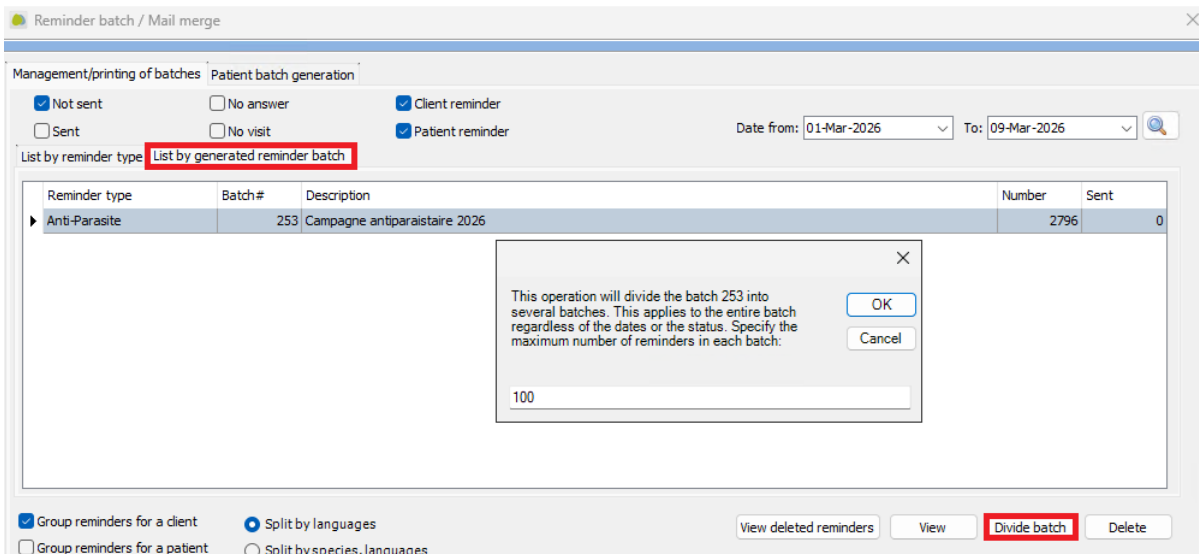 Reminder batch / Mail merge
Management/printing of batches Patient batch generation
Not sent No answer Client reminder
Sent No visit Patient reminder
Date from: 01-Mar-2026 To: 09-Mar-2026
List by reminder type List by generated reminder batch
Reminder type Batch# Description Number Sent
Anti-Parasite 253 Campagne antiparaistaire 2026 2796 0
This operation will divide the batch 253 into
several batches. This applies to the entire batch
regardless of the dates or the status. Specify the
maximum number of reminders in each batch:
OK
Cancel
100
Group reminders for a client Split by languages
View deleted reminders View Divide batch Delete
Group reminders for a patient Split by species, languages